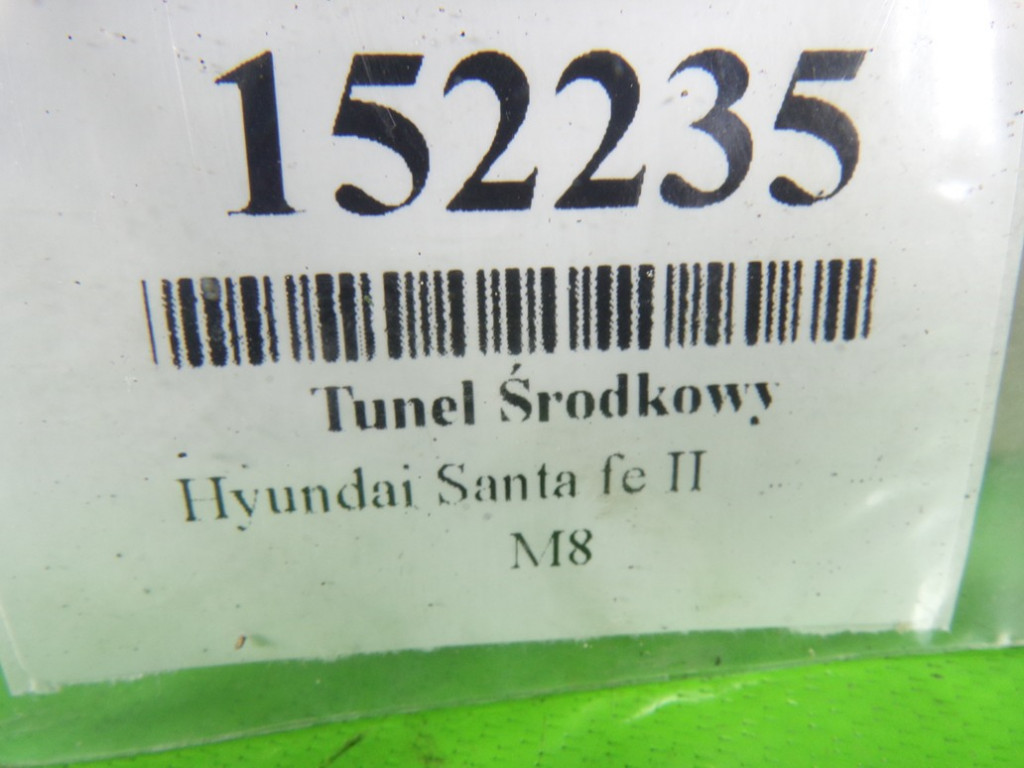 152235
Tunel Środkowy
Hyundai Santa fe II
M8